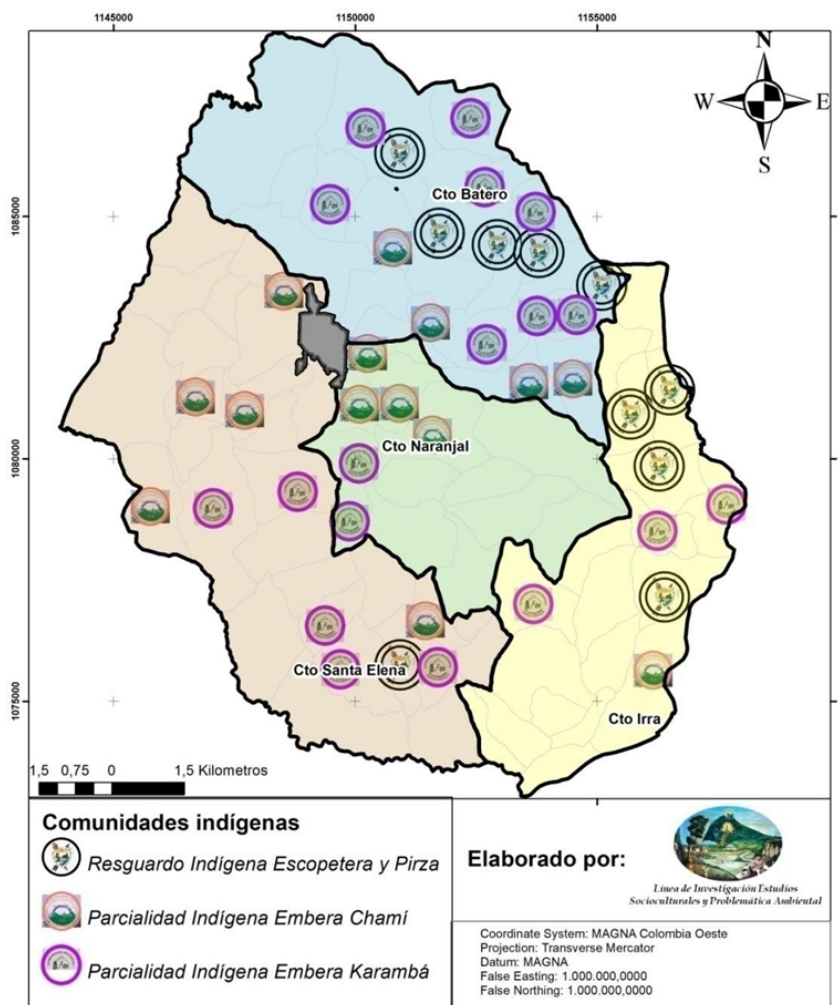 1145000
1150000
1155000
N
W
E
S
1085000
1080000
1075000
Cto Batero
Cto Naranjal
Cto Santa Elena
Cto Irra
1,5 0,75 0 1,5 Kilometros
Comunidades indígenas
Resguardo Indígena Escopetera y Pirza
Parcialidad Indígena Embera Chamí
Parcialidad Indígena Embera Karambá
Elaborado por:
Línea de Investigación Estudios
Socioculturales y Problemática Ambiental
Coordinate System: MAGNA Colombia Oeste
Projection: Transverse Mercator
Datum: MAGNA
False Easting: 1.000.000,0000
False Northing: 1.000.000,0000